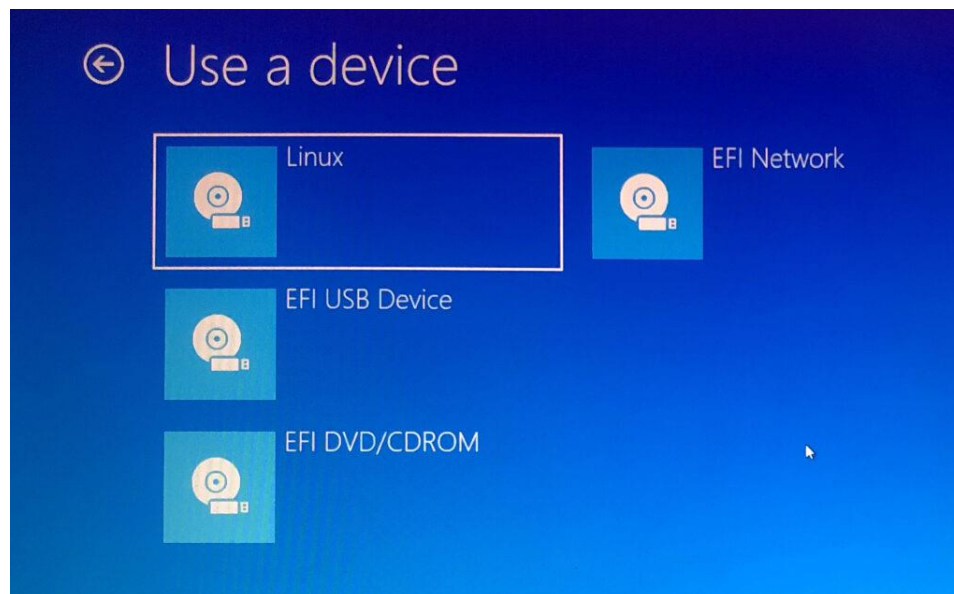 Use a device
Linux
EFI Network
EFI USB Device
EFI DVD/CDROM